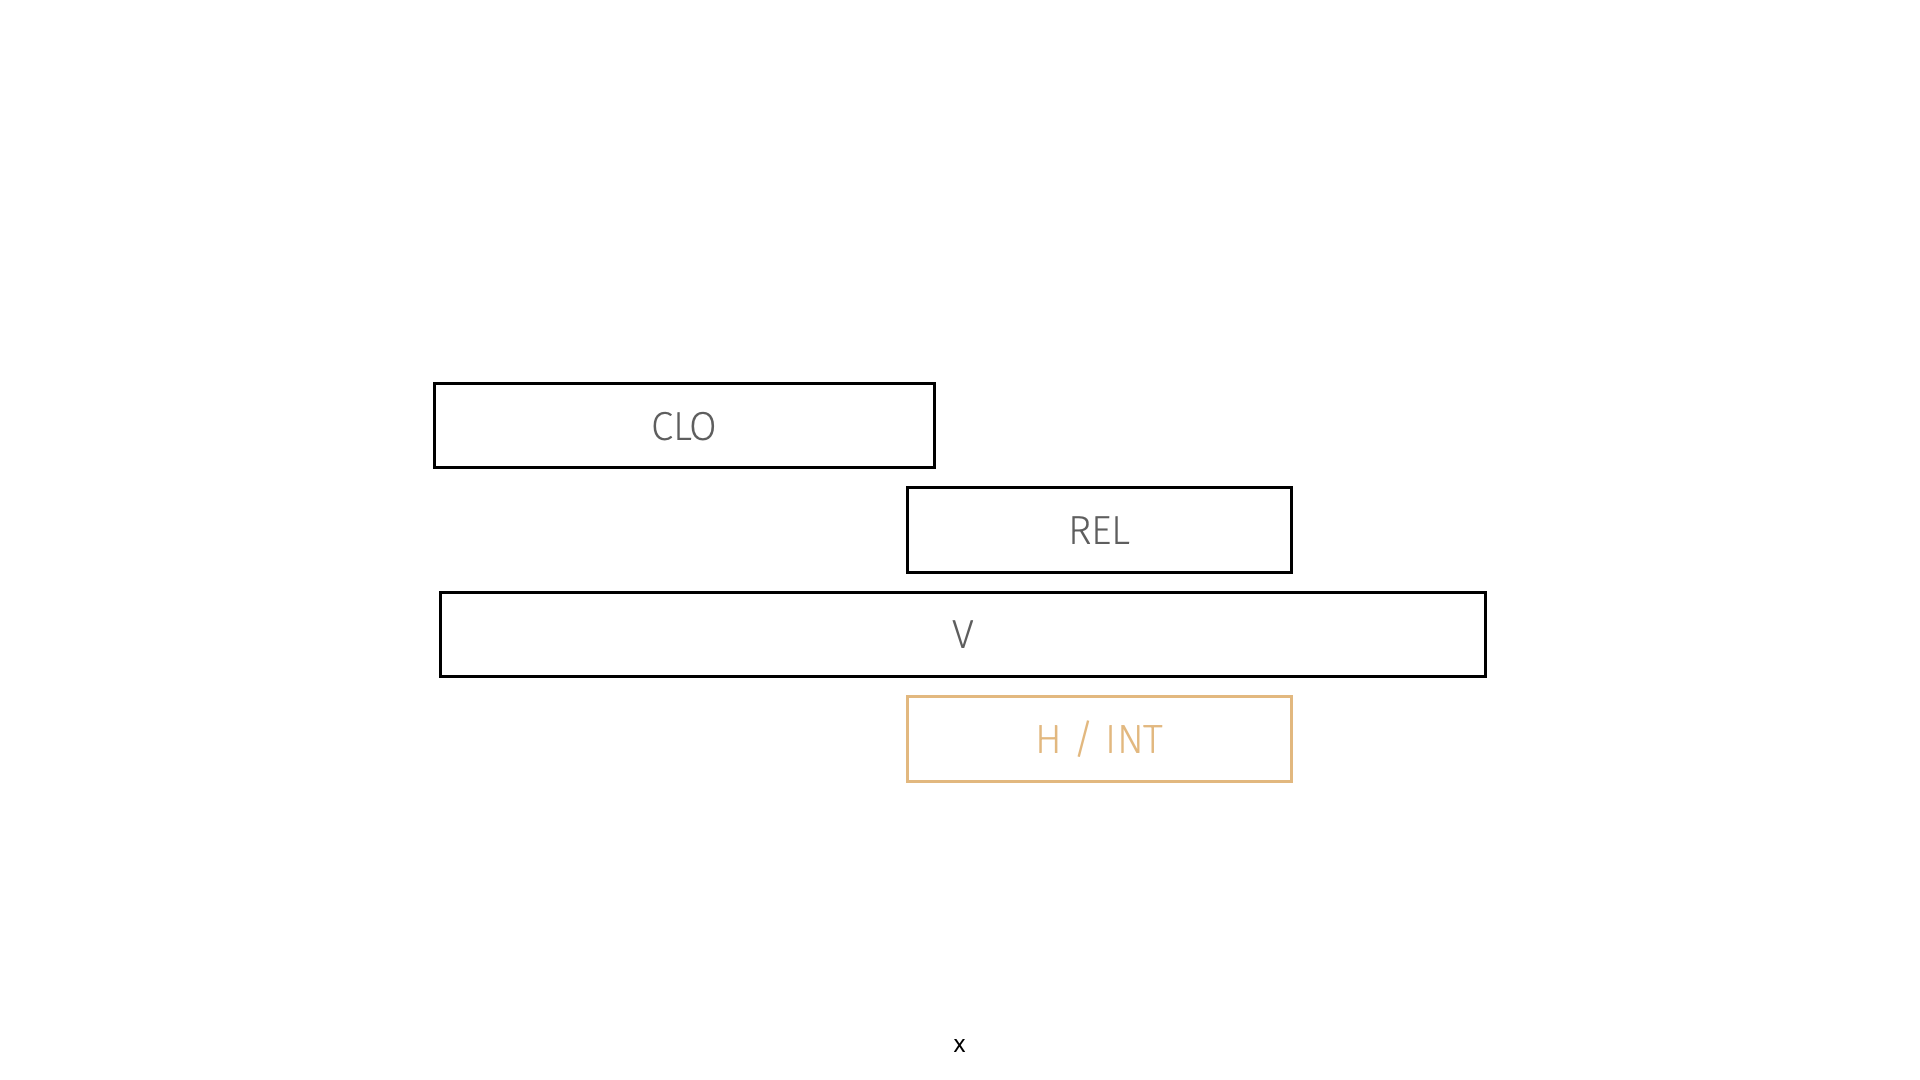 CLO
REL
V
H / INT
x